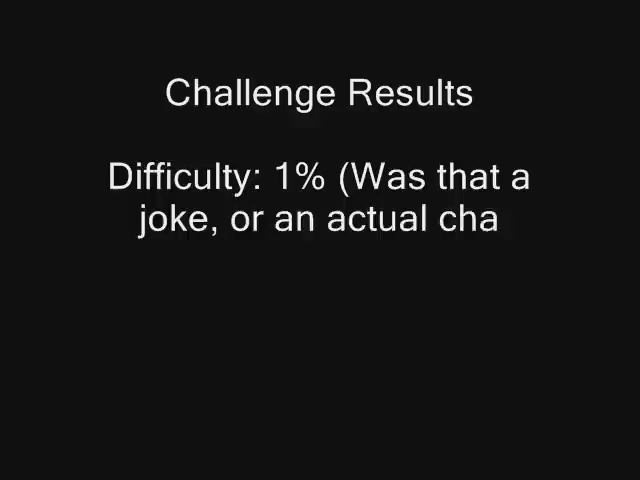 Challenge Results
Difficulty: 1% (Was that a
joke, or an actual cha